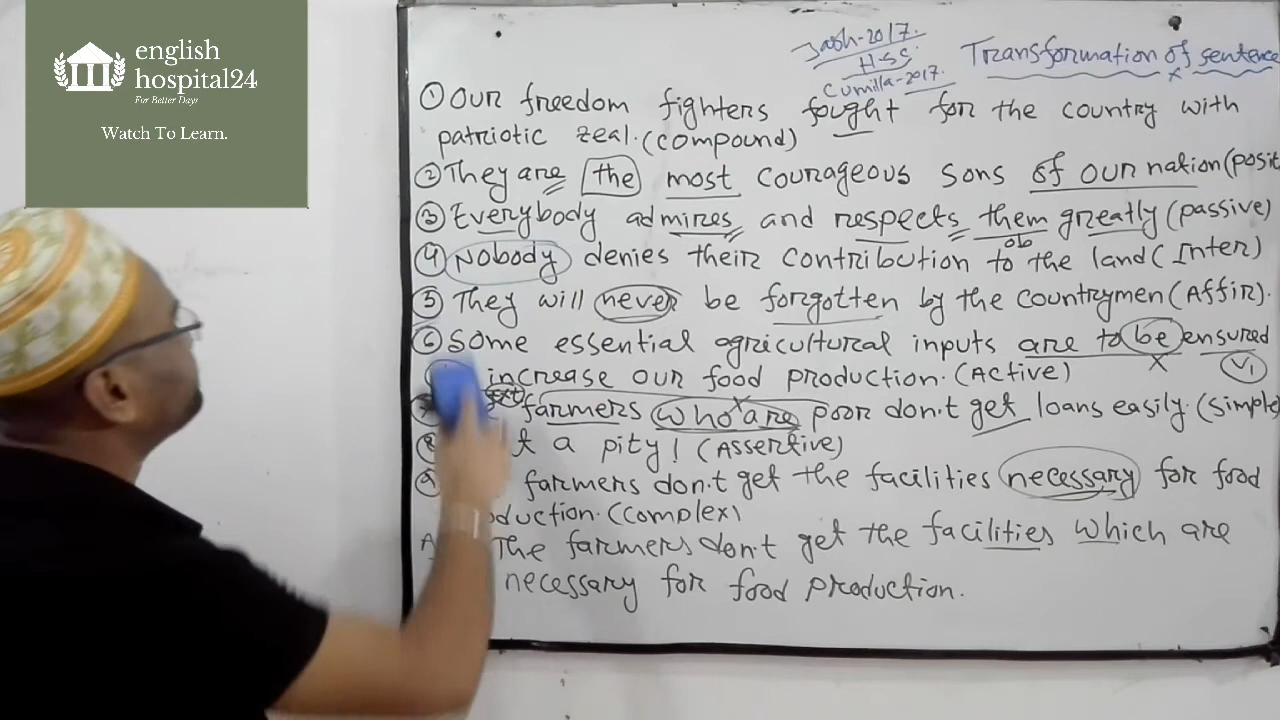 english
hospital24
For Better Days
Watch To Learn.
Jash-2017.
H.S.S.
Cumilla-2017.
Transformation of sentence
① Our freedom fighters fought for the country with
patriotic zeal. (compound)
② They are the most courageous sons of our nation (posit
③ Everybody admires and respects them greatly (passive)
ob
④ Nobody denies their contribution to the land (Inter)
⑤ They will never be forgotten by the countrymen (Affir).
⑥ Some essential agricultural inputs are to be ensured
increase our food production. (Active)
V1
farmers who are poor don't get loans easily. (simple
a pity! (Assertive)
farmers don't get the facilities necessary for food
oduction. (Complex)
The farmers don't get the facilities which are
necessary for food production.